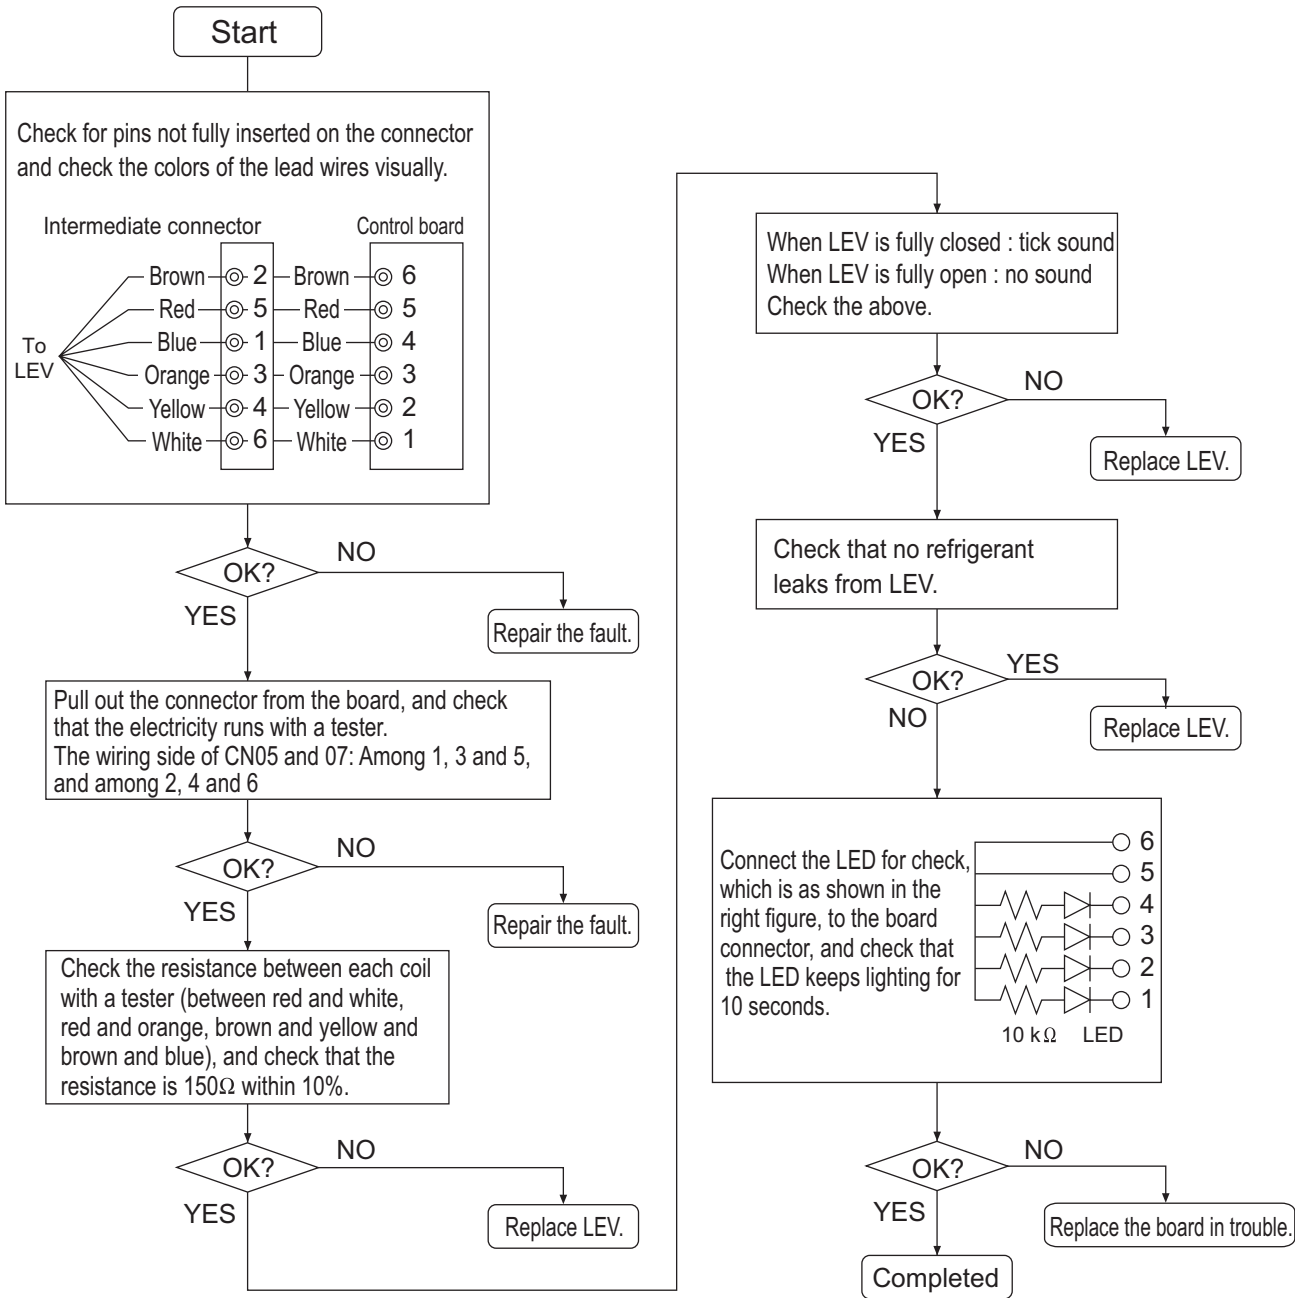 Start
Check for pins not fully inserted on the connector
and check the colors of the lead wires visually.
Intermediate connector
Control board
To
LEV
Brown 2 Brown 6
Red 5 Red 5
Blue 1 Blue 4
Orange 3 Orange 3
Yellow 4 Yellow 2
White 6 White 1
OK?
NO
YES
Repair the fault.
Pull out the connector from the board, and check
that the electricity runs with a tester.
The wiring side of CN05 and 07: Among 1, 3 and 5,
and among 2, 4 and 6
OK?
NO
YES
Repair the fault.
Check the resistance between each coil
with a tester (between red and white,
red and orange, brown and yellow and
brown and blue), and check that the
resistance is 150Ω within 10%.
OK?
NO
YES
Replace LEV.
When LEV is fully closed : tick sound
When LEV is fully open : no sound
Check the above.
OK?
NO
YES
Replace LEV.
Check that no refrigerant
leaks from LEV.
OK?
YES
NO
Replace LEV.
Connect the LED for check,
which is as shown in the
right figure, to the board
connector, and check that
the LED keeps lighting for
10 seconds.
6
5
4
3
2
1
10 kΩ LED
OK?
NO
YES
Replace the board in trouble.
Completed